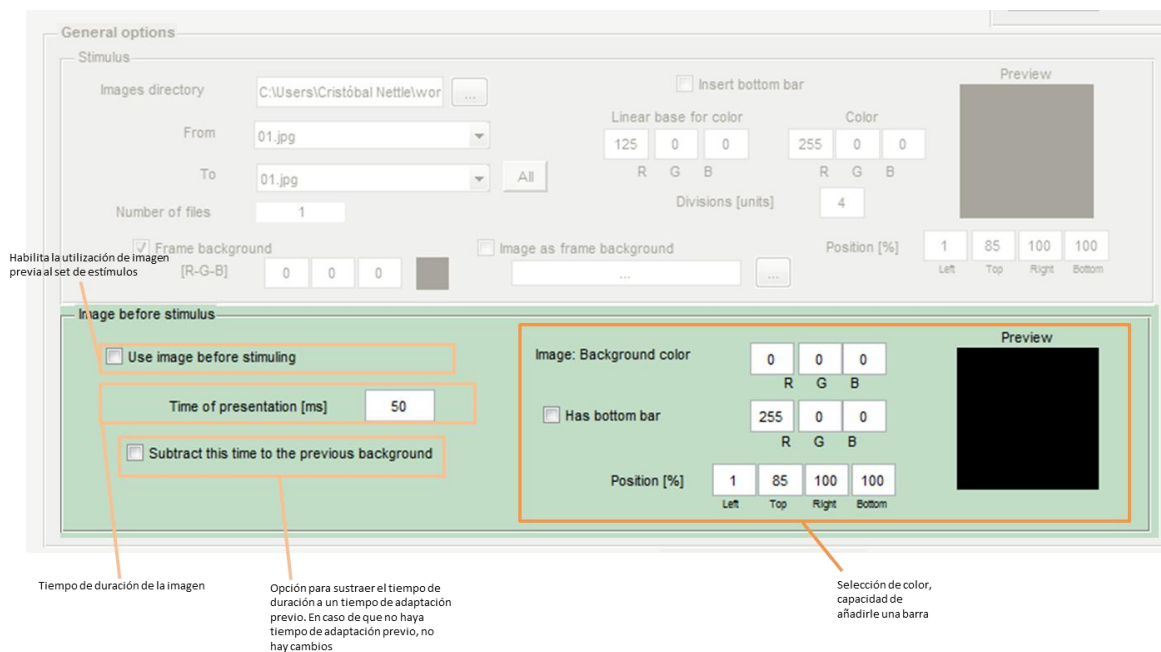 General options
Stimulus
Images directory
C:\Users\Cristóbal Nettle\wor
...
Insert bottom bar
Preview
Linear base for color
Color
From
01.jpg
125 0 0
255 0 0
R G B
R G B
To
01.jpg
All
Divisions [units]
4
Number of files
1
Frame background
Image as frame background
Position [%]
1 85 100 100
Left Top Right Bottom
[R-G-B]
0 0 0
...
...
Habilita la utilización de imagen
previa al set de estímulos
Image before stimulus
Use image before stimuling
Image: Background color
0 0 0
R G B
Preview
Time of presentation [ms]
50
Has bottom bar
255 0 0
R G B
Subtract this time to the previous background
Position [%]
1 85 100 100
Left Top Right Bottom
Tiempo de duración de la imagen
Opción para sustraer el tiempo de
duración a un tiempo de adaptación
previo. En caso de que no haya
tiempo de adaptación previo, no
hay cambios
Selección de color,
capacidad de
añadirle una barra